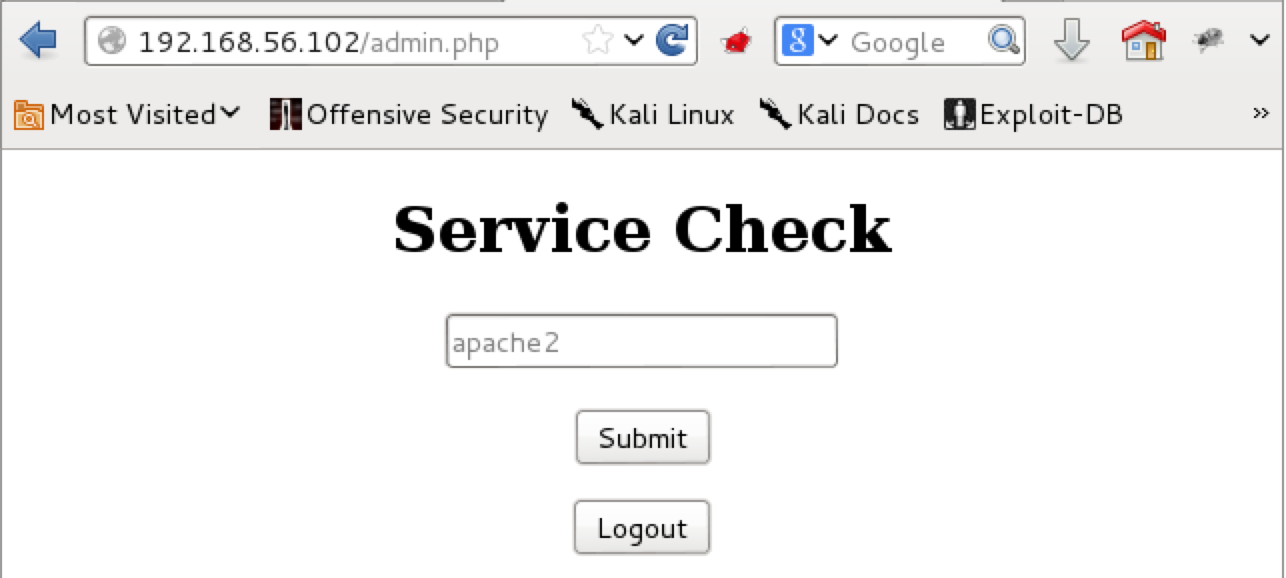 192.168.56.102/admin.php
8 Google
Most Visited Offensive Security Kali Linux Kali Docs Exploit-DB »
Service Check
apache2
Submit
Logout